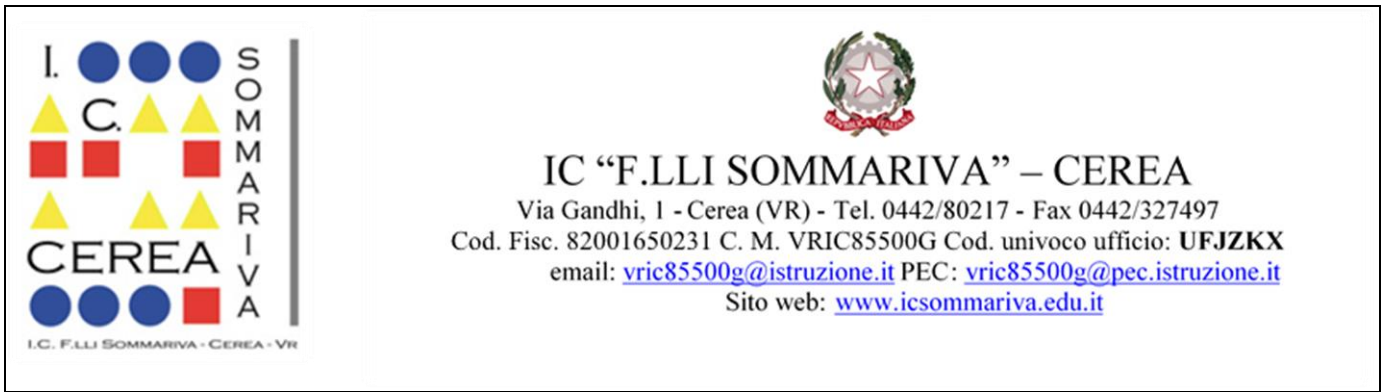 I.
C.
CEREA
SOMMARIVA
I.C. F.LLI SOMMARIVA - CEREA - VR
REPVBBLICA ITALIANA
IC “F.LLI SOMMARIVA” – CEREA
Via Gandhi, 1 - Cerea (VR) - Tel. 0442/80217 - Fax 0442/327497
Cod. Fisc. 82001650231 C. M. VRIC85500G Cod. univoco ufficio: UFJZKX
email: vric85500g@istruzione.it PEC: vric85500g@pec.istruzione.it
Sito web: www.icsommariva.edu.it